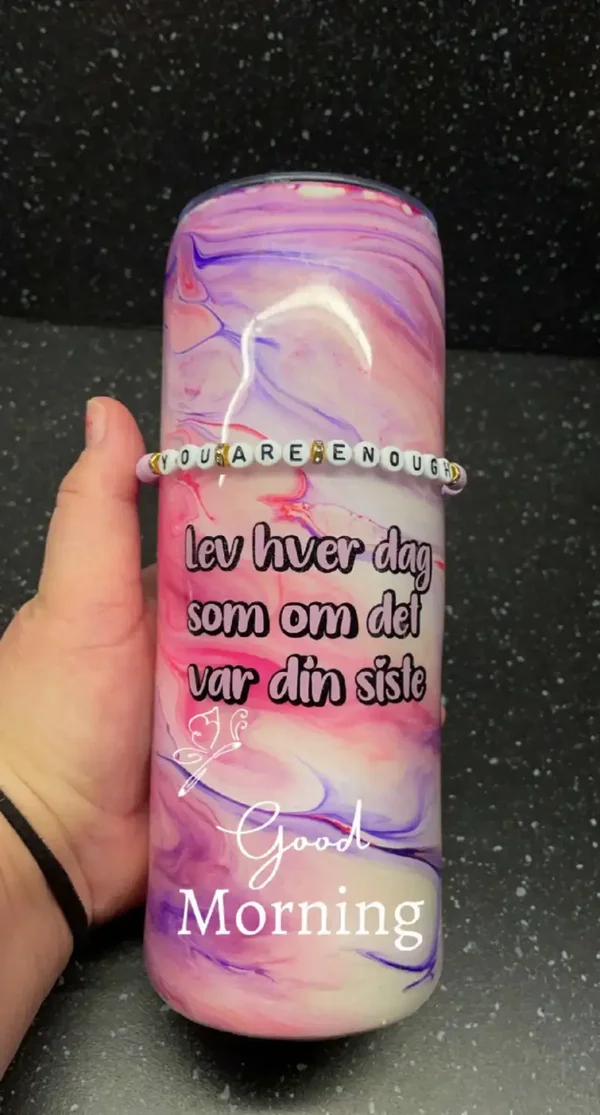 YOU ARE ENOUGH
Lev hver dag
som om det
var din siste
Good
Morning